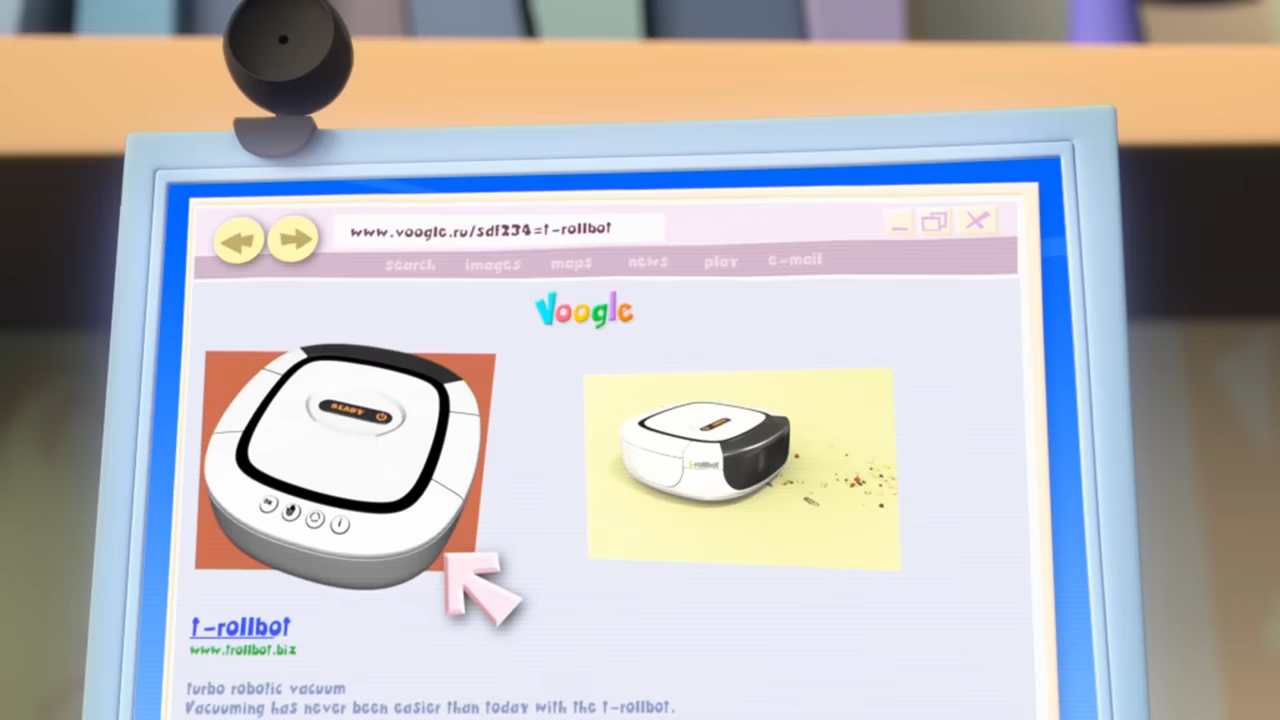 www.voogle.ru/sdf234=t-rollbot
search images maps news play e-mail
Voogle
READY
t-rollbot
t-rollbot
www.trollbot.biz
turbo robotic vacuum
Vacuuming has never been easier than today with the t-rollbot.